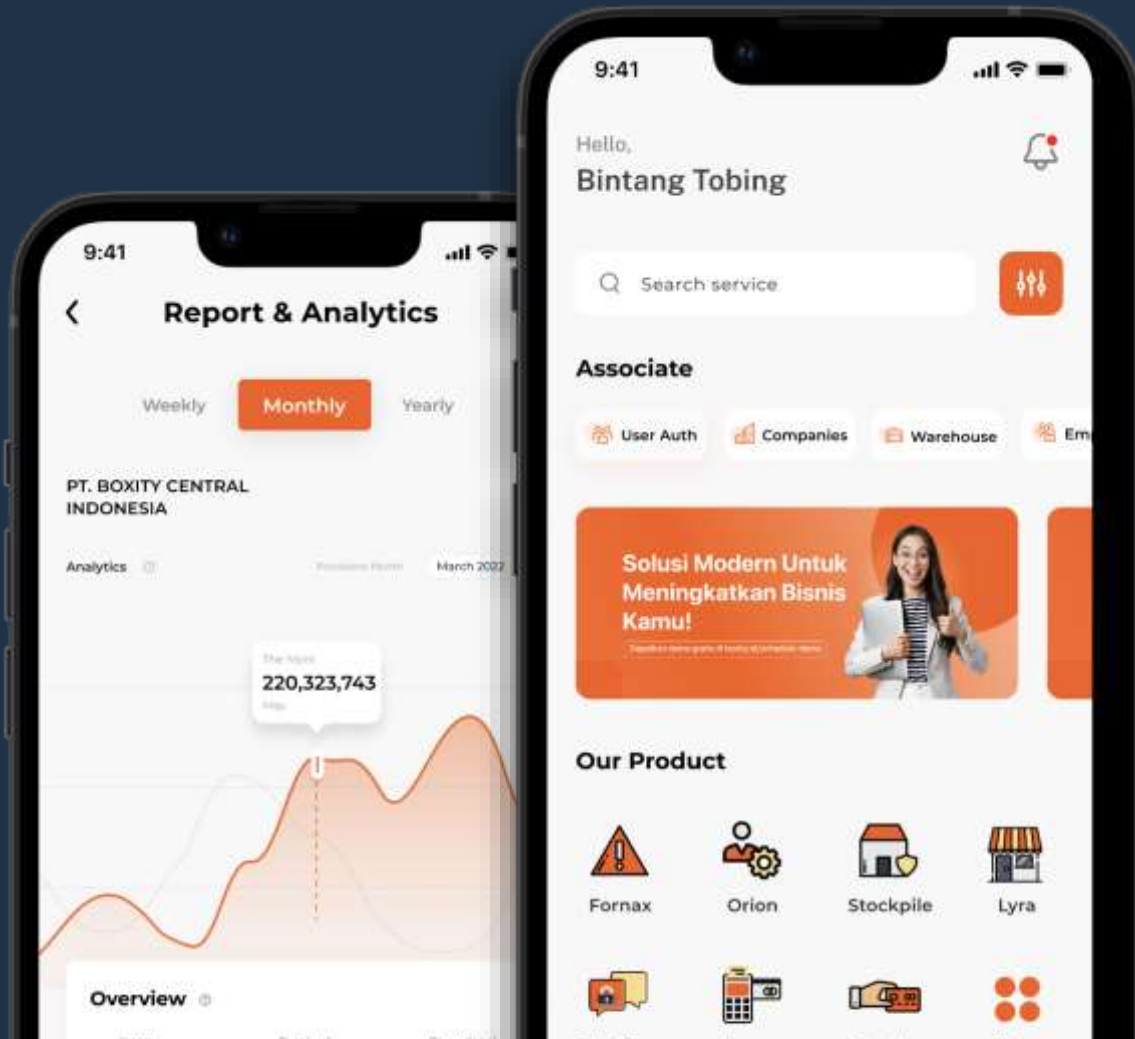 9:41
Report & Analytics
Weekly
Monthly
Yearly
PT. BOXITY CENTRAL
INDONESIA
Analytics
March 2022
220,323,743
May
Overview
9:41
Hello,
Bintang Tobing
Search service
Associate
User Auth
Companies
Warehouse
Em
Solusi Modern Untuk
Meningkatkan Bisnis
Kamu!
Our Product
Fornax
Orion
Stockpile
Lyra